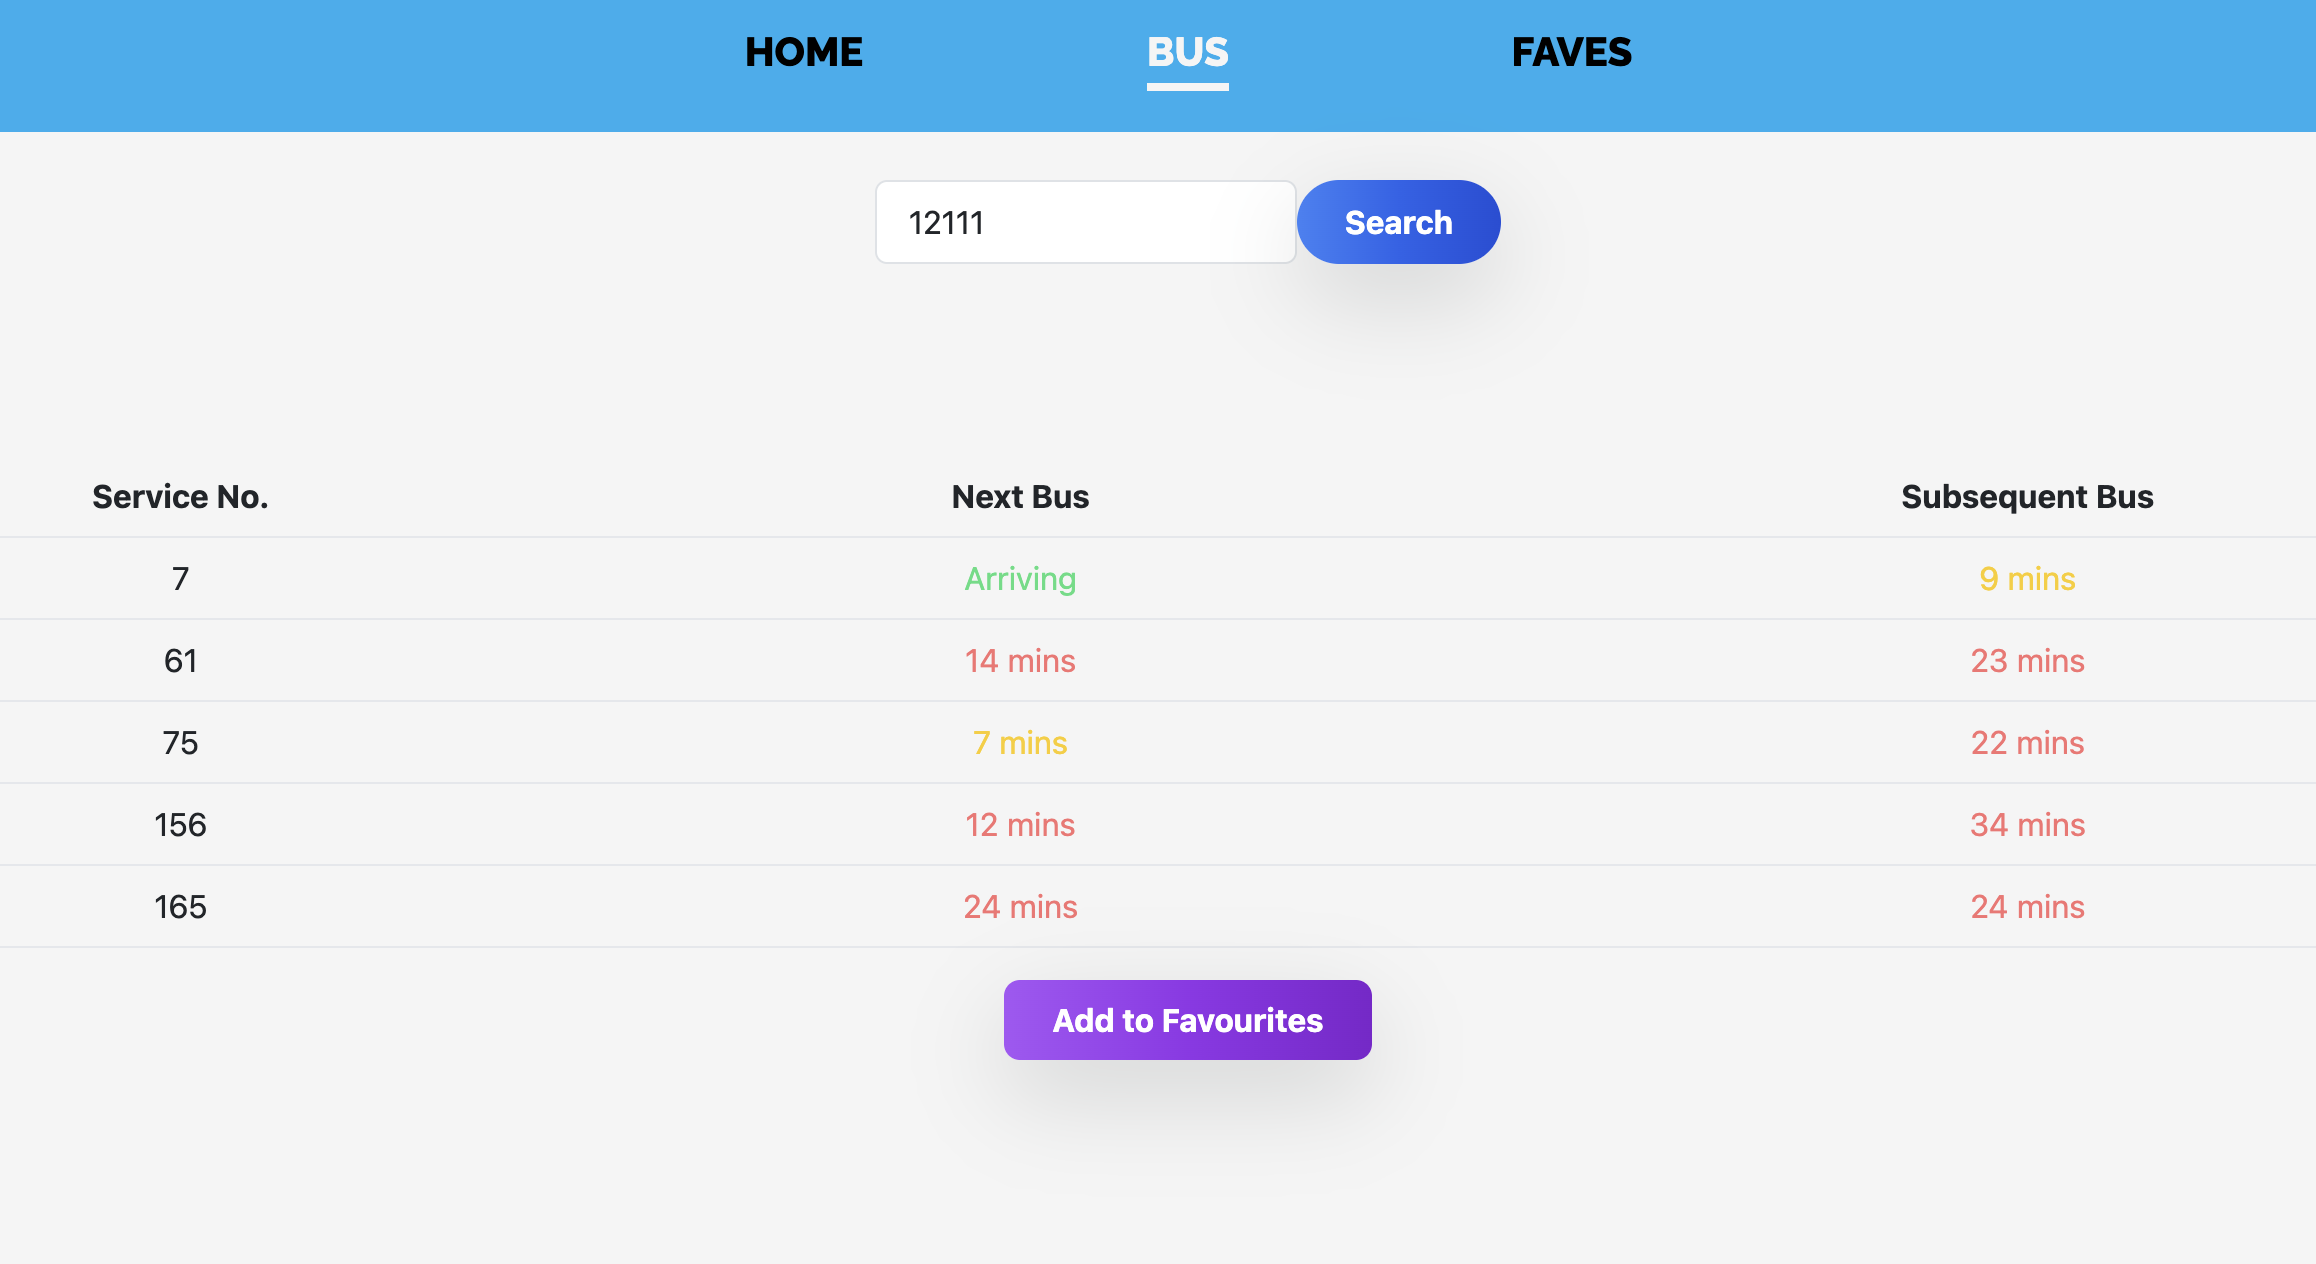 HOME BUS FAVES
12111 Search
Service No. Next Bus Subsequent Bus
7 Arriving 9 mins
61 14 mins 23 mins
75 7 mins 22 mins
156 12 mins 34 mins
165 24 mins 24 mins
Add to Favourites